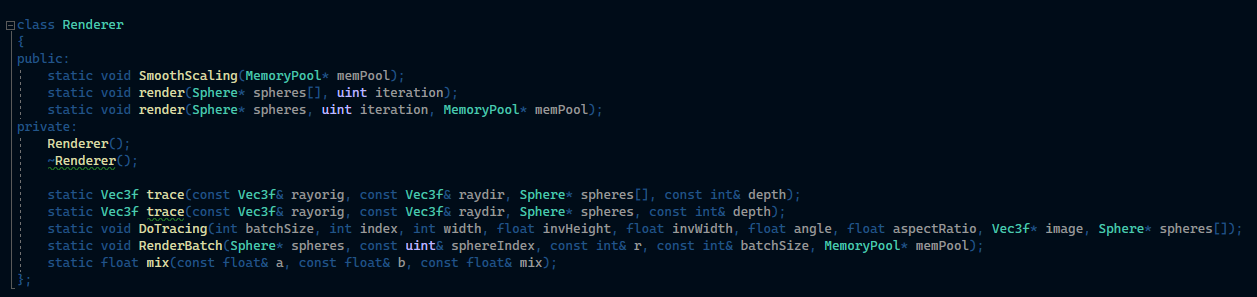 class Renderer
{
public:
    static void SmoothScaling(MemoryPool* memPool);
    static void render(Sphere* spheres[], uint iteration);
    static void render(Sphere* spheres, uint iteration, MemoryPool* memPool);
private:
    Renderer();
    ~Renderer();
    static Vec3f trace(const Vec3f& rayorig, const Vec3f& raydir, Sphere* spheres[], const int& depth);
    static Vec3f trace(const Vec3f& rayorig, const Vec3f& raydir, Sphere* spheres, const int& depth);
    static void DoTracing(int batchSize, int index, int width, float invHeight, float invWidth, float angle, float aspectRatio, Vec3f* image, Sphere* spheres[]);
    static void RenderBatch(Sphere* spheres, const uint& sphereIndex, const int& r, const int& batchSize, MemoryPool* memPool);
    static float mix(const float& a, const float& b, const float& mix);
};